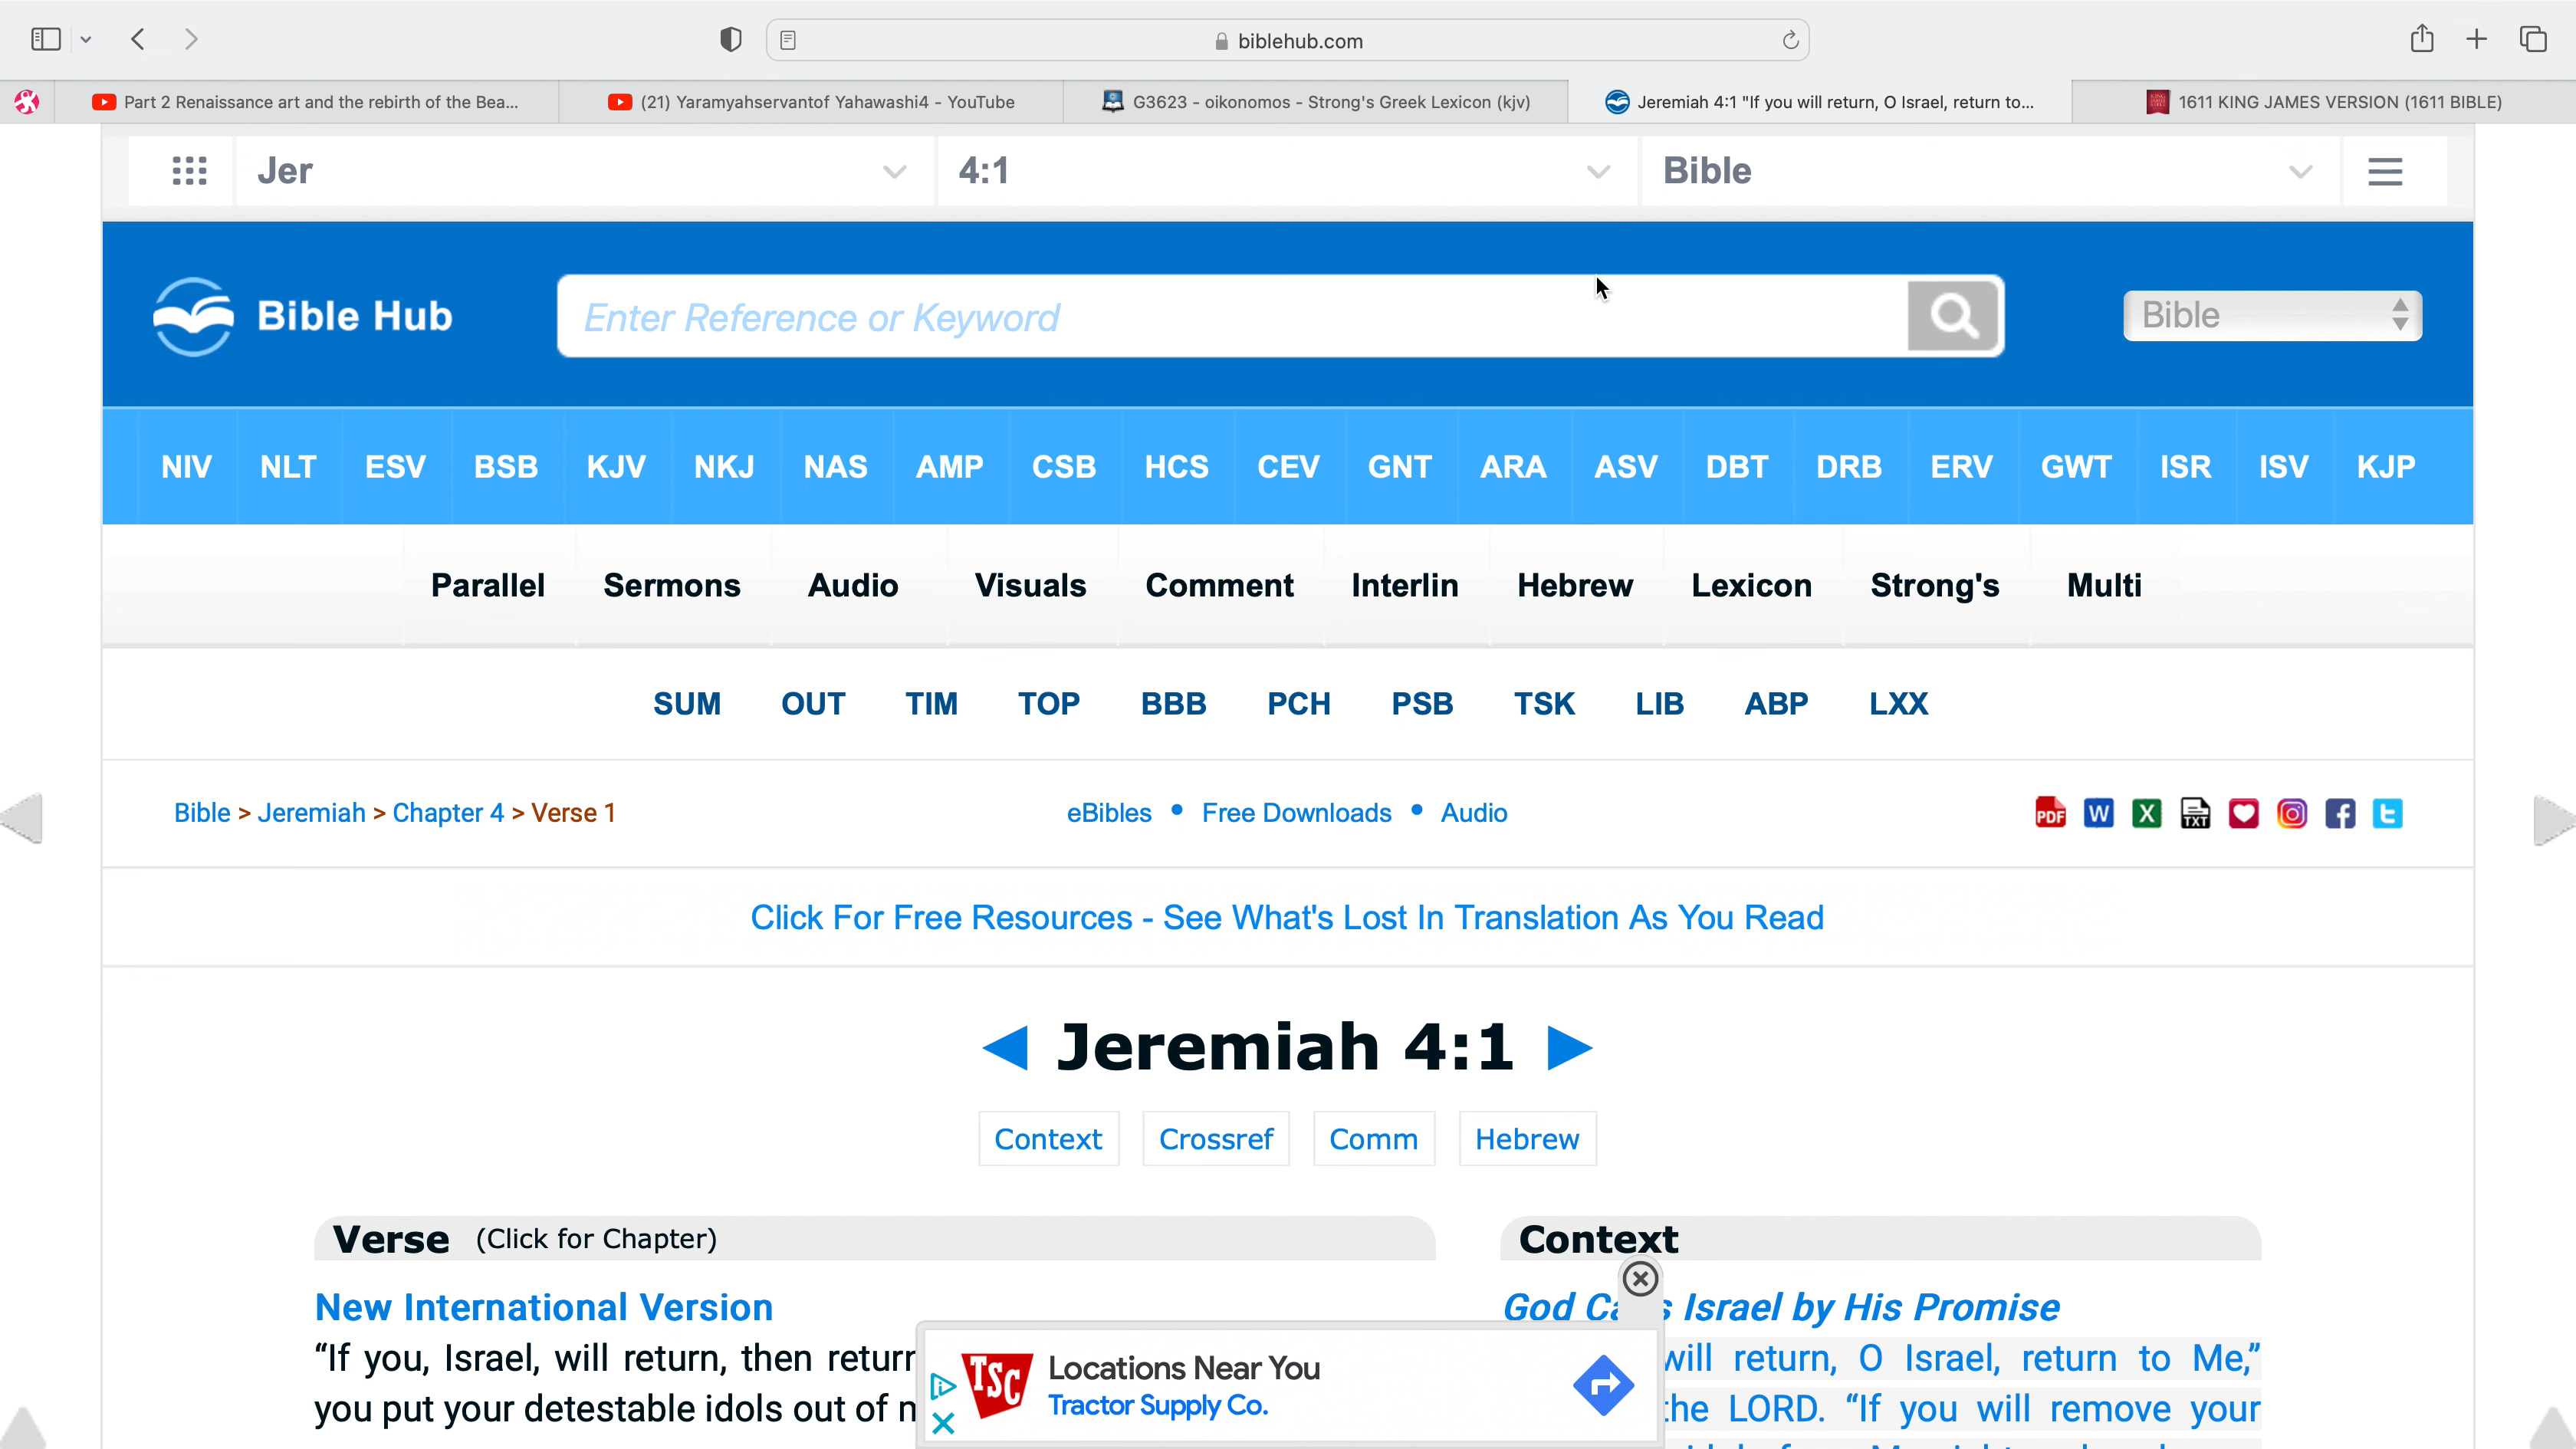 biblehub.com
Part 2 Renaissance art and the rebirth of the Bea...
(21) Yaramyahservantof Yahawashi4 - YouTube
G3623 - oikonomos - Strong's Greek Lexicon (kjv)
Jeremiah 4:1 "If you will return, O Israel, return to...
1611 KING JAMES VERSION (1611 BIBLE)
Jer
4:1
Bible
Bible Hub
Enter Reference or Keyword
Bible
NIV NLT ESV BSB KJV NKJ NAS AMP CSB HCS CEV GNT ARA ASV DBT DRB ERV GWT ISR ISV KJP
Parallel Sermons Audio Visuals Comment Interlin Hebrew Lexicon Strong's Multi
SUM OUT TIM TOP BBB PCH PSB TSK LIB ABP LXX
Bible > Jeremiah > Chapter 4 > Verse 1
eBibles • Free Downloads • Audio
PDF W X TXT
Click For Free Resources - See What's Lost In Translation As You Read
Jeremiah 4:1
Context Crossref Comm Hebrew
Verse (Click for Chapter)
New International Version
“If you, Israel, will return, then return
you put your detestable idols out of
Context
God Calls Israel by His Promise
will return, O Israel, return to Me,”
the LORD. “If you will remove your
TSC
Locations Near You
Tractor Supply Co.